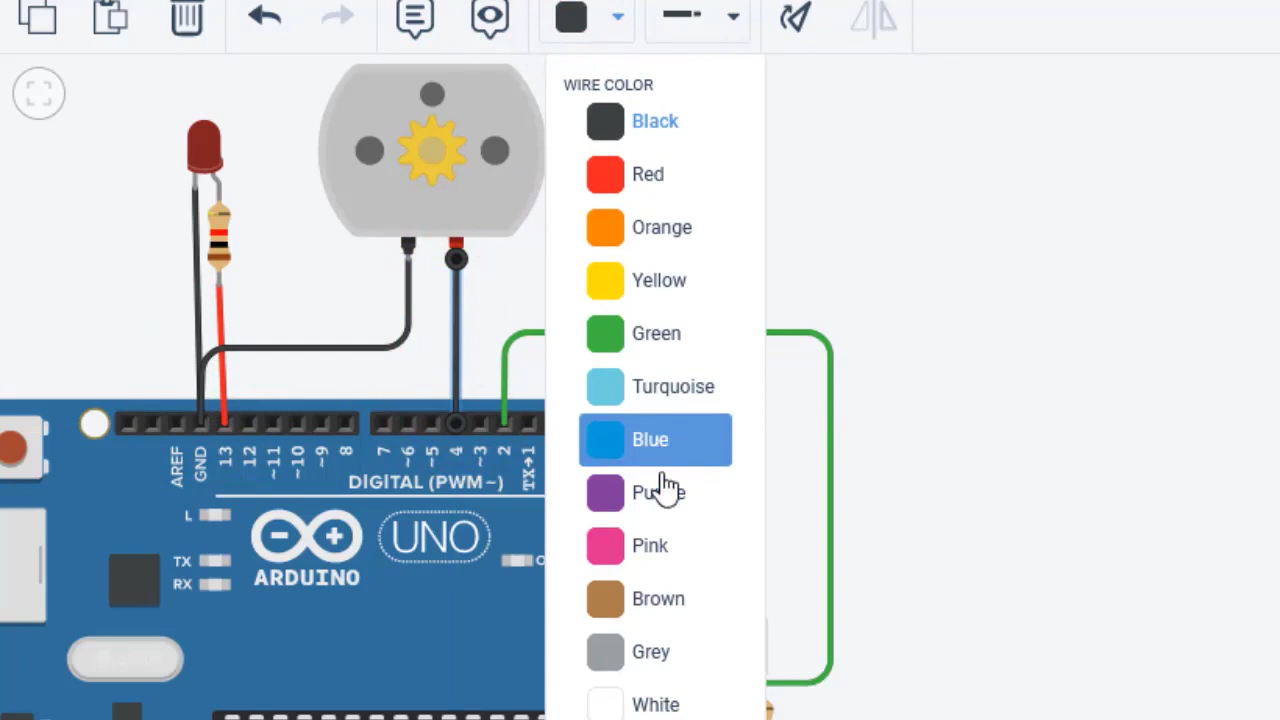 WIRE COLOR
Black
Red
Orange
Yellow
Green
Turquoise
Blue
Pink
Brown
Grey
White
AREF
GND
13
12
~11
~10
~9
8
7
~6
~5
4
~3
2
TX→1
DIGITAL (PWM~)
L
TX
RX
UNO
ARDUINO